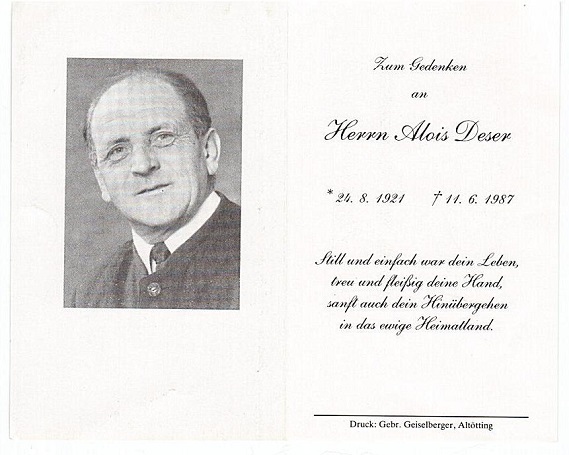 Zum Gedenken
an
Herrn Alois Deser
* 24. 8. 1921 † 11. 6. 1987
Still und einfach war dein Leben,
treu und fleißig deine Hand,
sanft auch dein Hinübergehen
in das ewige Heimatland.
Druck: Gebr. Geiselberger, Altötting